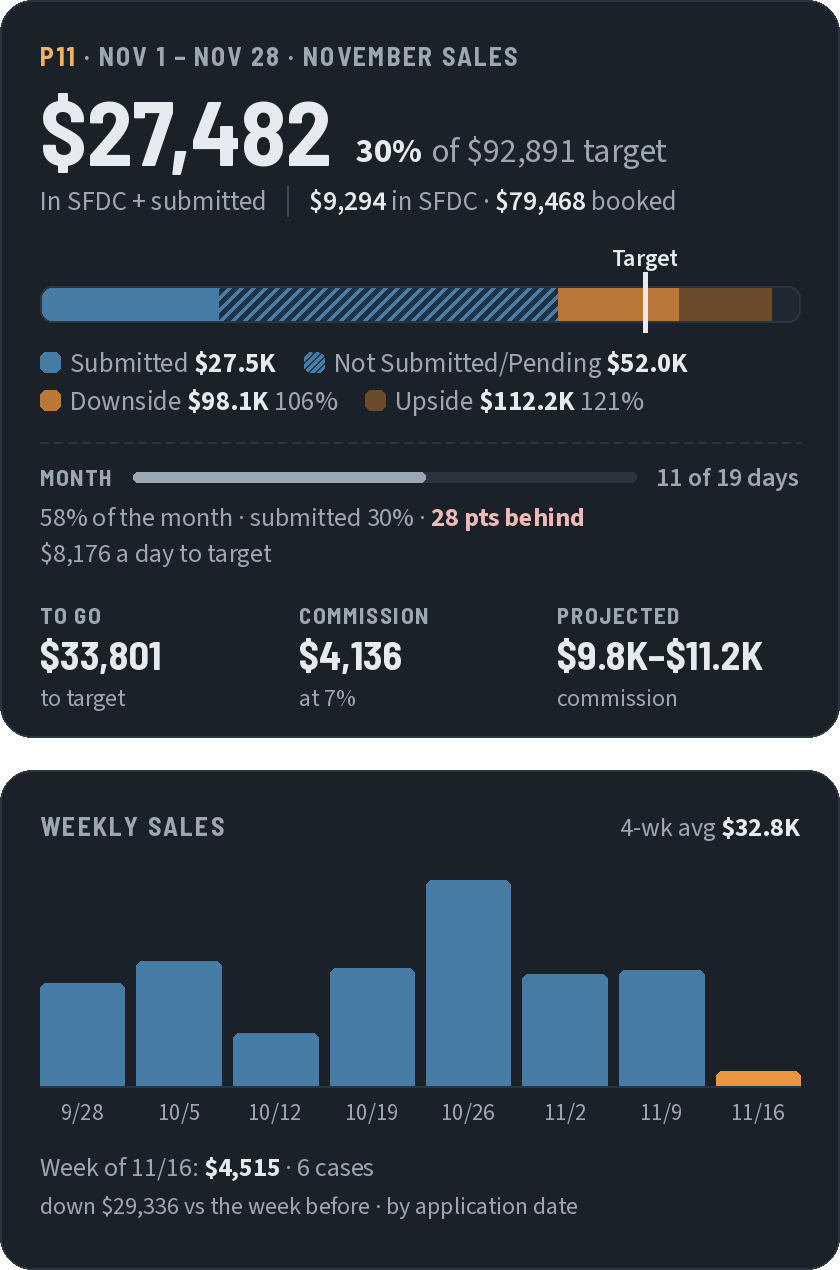 P11 · NOV 1 – NOV 28 · NOVEMBER SALES
$27,482 30% of $92,891 target
In SFDC + submitted $9,294 in SFDC · $79,468 booked
Target
Submitted $27.5K Not Submitted/Pending $52.0K
Downside $98.1K 106% Upside $112.2K 121%
MONTH 11 of 19 days
58% of the month · submitted 30% · 28 pts behind
$8,176 a day to target
TO GO COMMISSION PROJECTED
$33,801 $4,136 $9.8K–$11.2K
to target at 7% commission
WEEKLY SALES 4-wk avg $32.8K
9/28 10/5 10/12 10/19 10/26 11/2 11/9 11/16
Week of 11/16: $4,515 · 6 cases
down $29,336 vs the week before · by application date